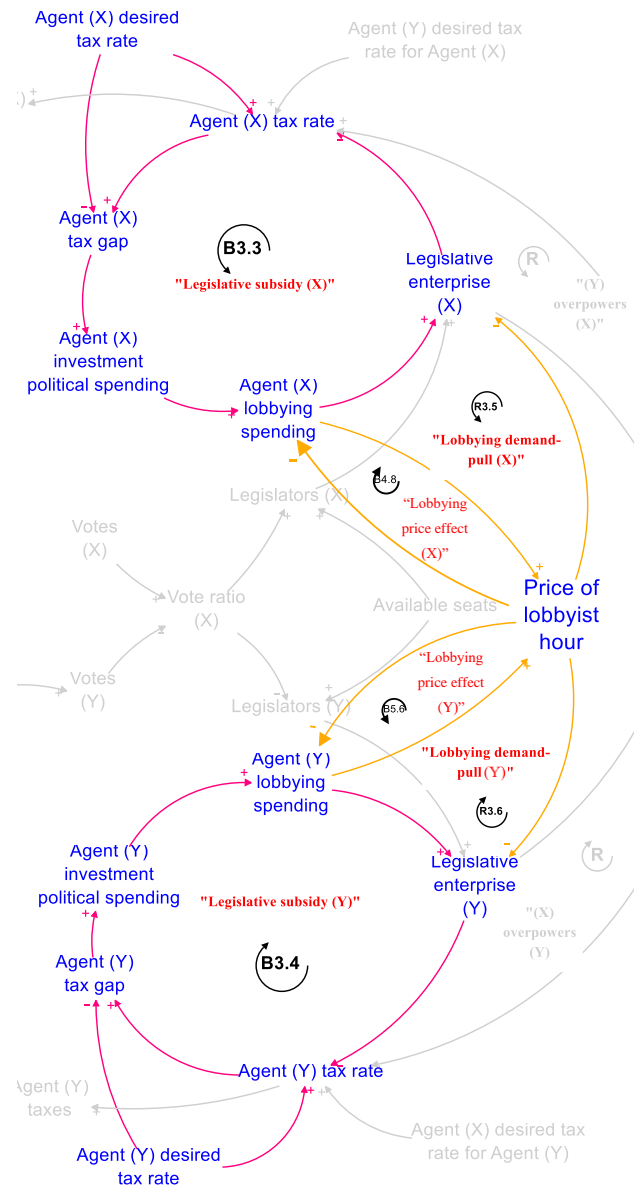 Agent (X) desired
tax rate
Agent (Y) desired
tax rate for Agent (X)
X) +
+ + +
Agent (X) tax rate
-
- +
Agent (X)
tax gap
B3.3
"Legislative subsidy (X)"
Legislative
enterprise
(X)
R
"(Y)
overpowers
(X)"
+ + -
+
Agent (X)
investment
political spending
Agent (X)
lobbying
spending
+
R3.5
"Lobbying demand-
pull (X)"
-
B4.8
Legislators (X)
+ +
“Lobbying
price effect
(X)”
Votes
(X)
+
Vote ratio
(X)
-
Available seats
+
Price of
lobbyist
hour
“Lobbying
price effect
(Y)”
+
Votes
(Y)
+
- +
Legislators (Y)
B5.6
-
"Lobbying demand-
pull (Y)"
Agent (Y)
lobbying
spending
+
R3.6
-
+ +
Agent (Y)
investment
political spending
+
Legislative
enterprise
(Y)
R
"Legislative subsidy (Y)"
"(X)
overpowers
(Y)
B3.4
Agent (Y)
tax gap
- +
Agent (Y) tax rate
-
+ +
Agent (Y)
taxes
+
Agent (X) desired
tax rate for Agent (Y)
Agent (Y) desired
tax rate